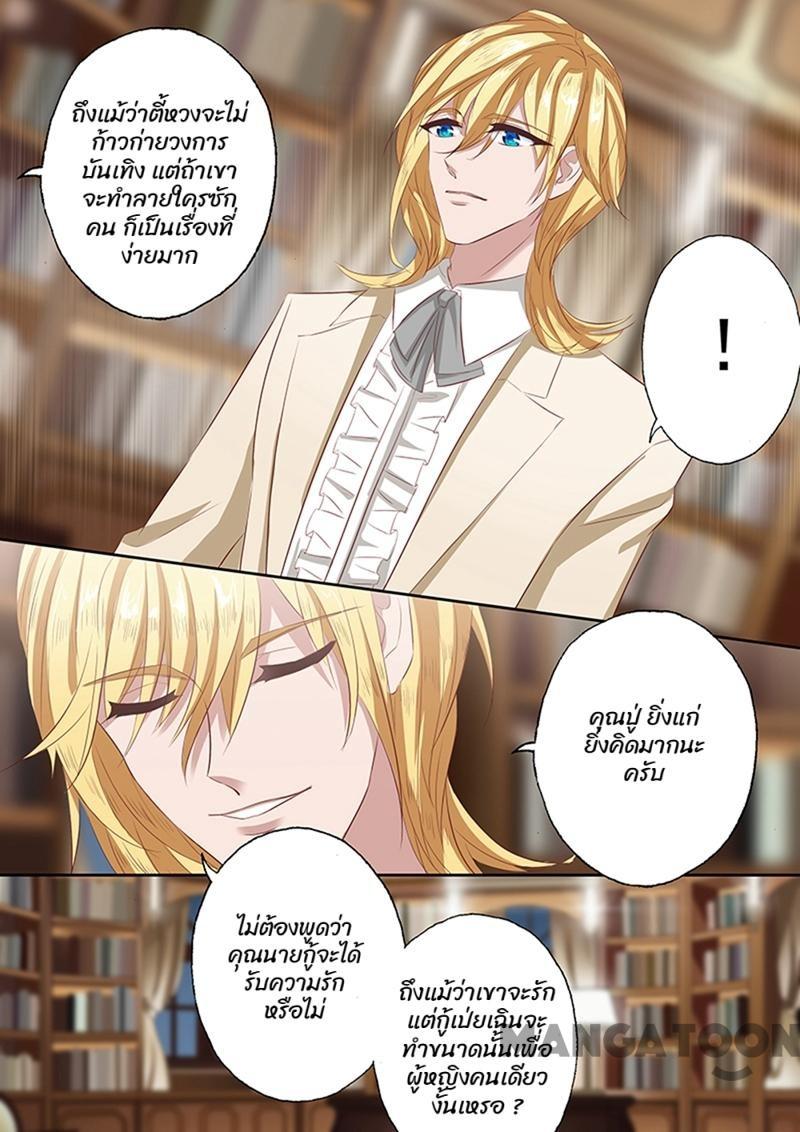 ถึงแม้ว่าตี้หวงจะไม่
ก้าวก่ายวงการ
บันเทิง แต่ถ้าเขา
จะทำลายใครซัก
คน ก็เป็นเรื่องที่
ง่ายมาก
!
คุณปู่ ยิ่งแก่
ยิ่งคิดมากนะ
ครับ
ไม่ต้องพูดว่า
คุณนายกู้จะได้
รับความรัก
หรือไม่
ถึงแม้ว่าเขาจะรัก
แต่กู้เป่ยเฉินจะ
ทำขนาดนั้นเพื่อ
ผู้หญิงคนเดียว
งั้นเหรอ ?
MANGATOON